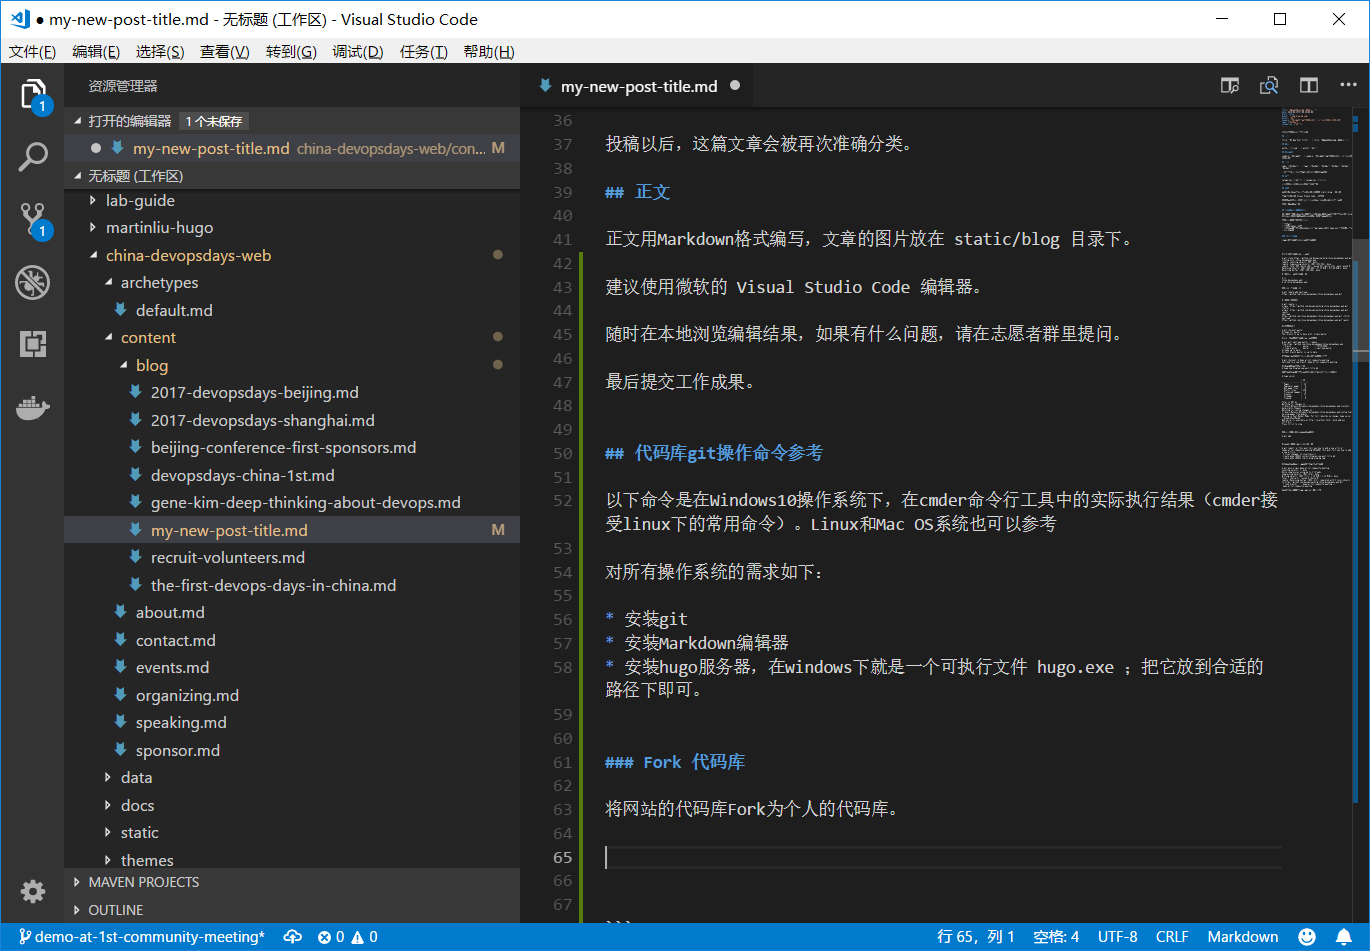 ● my-new-post-title.md - 无标题 (工作区) - Visual Studio Code
文件(F) 编辑(E) 选择(S) 查看(V) 转到(G) 调试(D) 任务(T) 帮助(H)
资源管理器
打开的编辑器 1 个未保存
my-new-post-title.md china-devopsdays-web/con... M
无标题 (工作区)
lab-guide
martinliu-hugo
china-devopsdays-web
archetypes
default.md
content
blog
2017-devopsdays-beijing.md
2017-devopsdays-shanghai.md
beijing-conference-first-sponsors.md
devopsdays-china-1st.md
gene-kim-deep-thinking-about-devops.md
my-new-post-title.md M
recruit-volunteers.md
the-first-devops-days-in-china.md
about.md
contact.md
events.md
organizing.md
speaking.md
sponsor.md
data
docs
static
themes
MAVEN PROJECTS
OUTLINE
1
1
my-new-post-title.md
36
37 投稿以后，这篇文章会被再次准确分类。
38
39 ## 正文
40
41 正文用Markdown格式编写，文章的图片放在 static/blog 目录下。
42
43 建议使用微软的 Visual Studio Code 编辑器。
44
45 随时在本地浏览编辑结果，如果有什么问题，请在志愿者群里提问。
46
47 最后提交工作成果。
48
49
50 ## 代码库git操作命令参考
51
52 以下命令是在Windows10操作系统下，在cmder命令行工具中的实际执行结果（cmder接
受linux下的常用命令）。Linux和Mac OS系统也可以参考
53
54 对所有操作系统的需求如下：
55
56 * 安装git
57 * 安装Markdown编辑器
58 * 安装hugo服务器，在windows下就是一个可执行文件 hugo.exe ；把它放到合适的
路径下即可。
59
60
61 ### Fork 代码库
62
63 将网站的代码库Fork为个人的代码库。
64
65
66
67
demo-at-1st-community-meeting* 0 0 行 65，列 1 空格: 4 UTF-8 CRLF Markdown